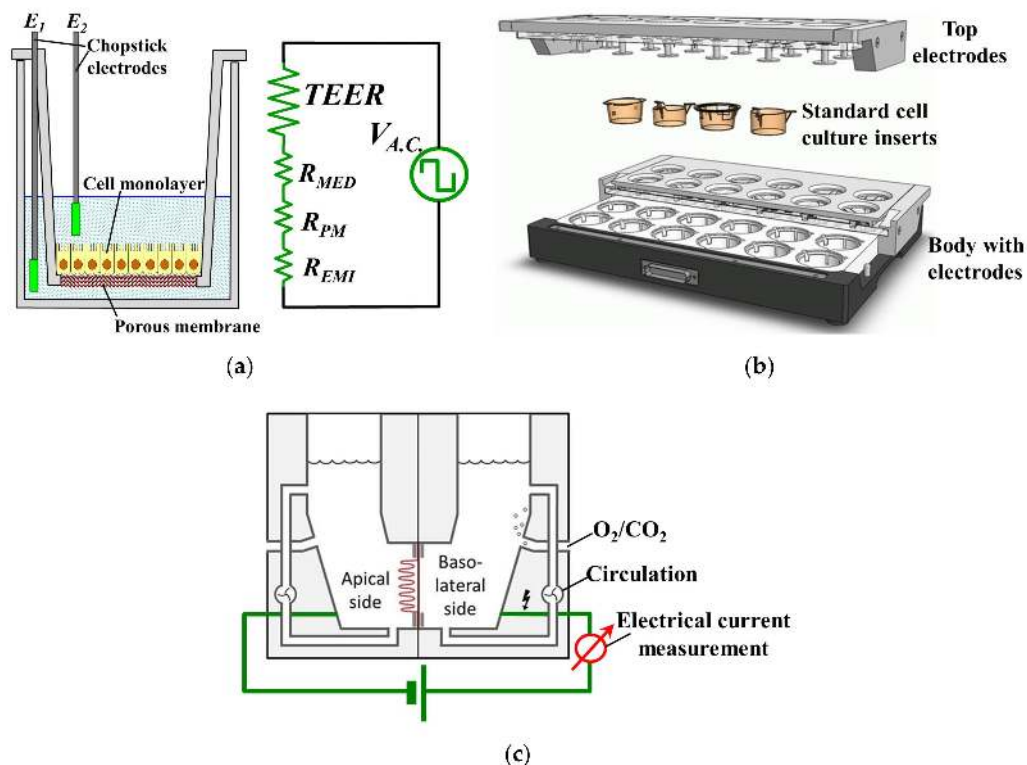 E1 E2
Chopstick
electrodes
Cell monolayer
Porous membrane
TEER
RMED
RPM
REMI
VA.C.
(a)
Top
electrodes
Standard cell
culture inserts
Body with
electrodes
(b)
Apical
side
Baso-
lateral
side
O2/CO2
Circulation
Electrical current
measurement
(c)